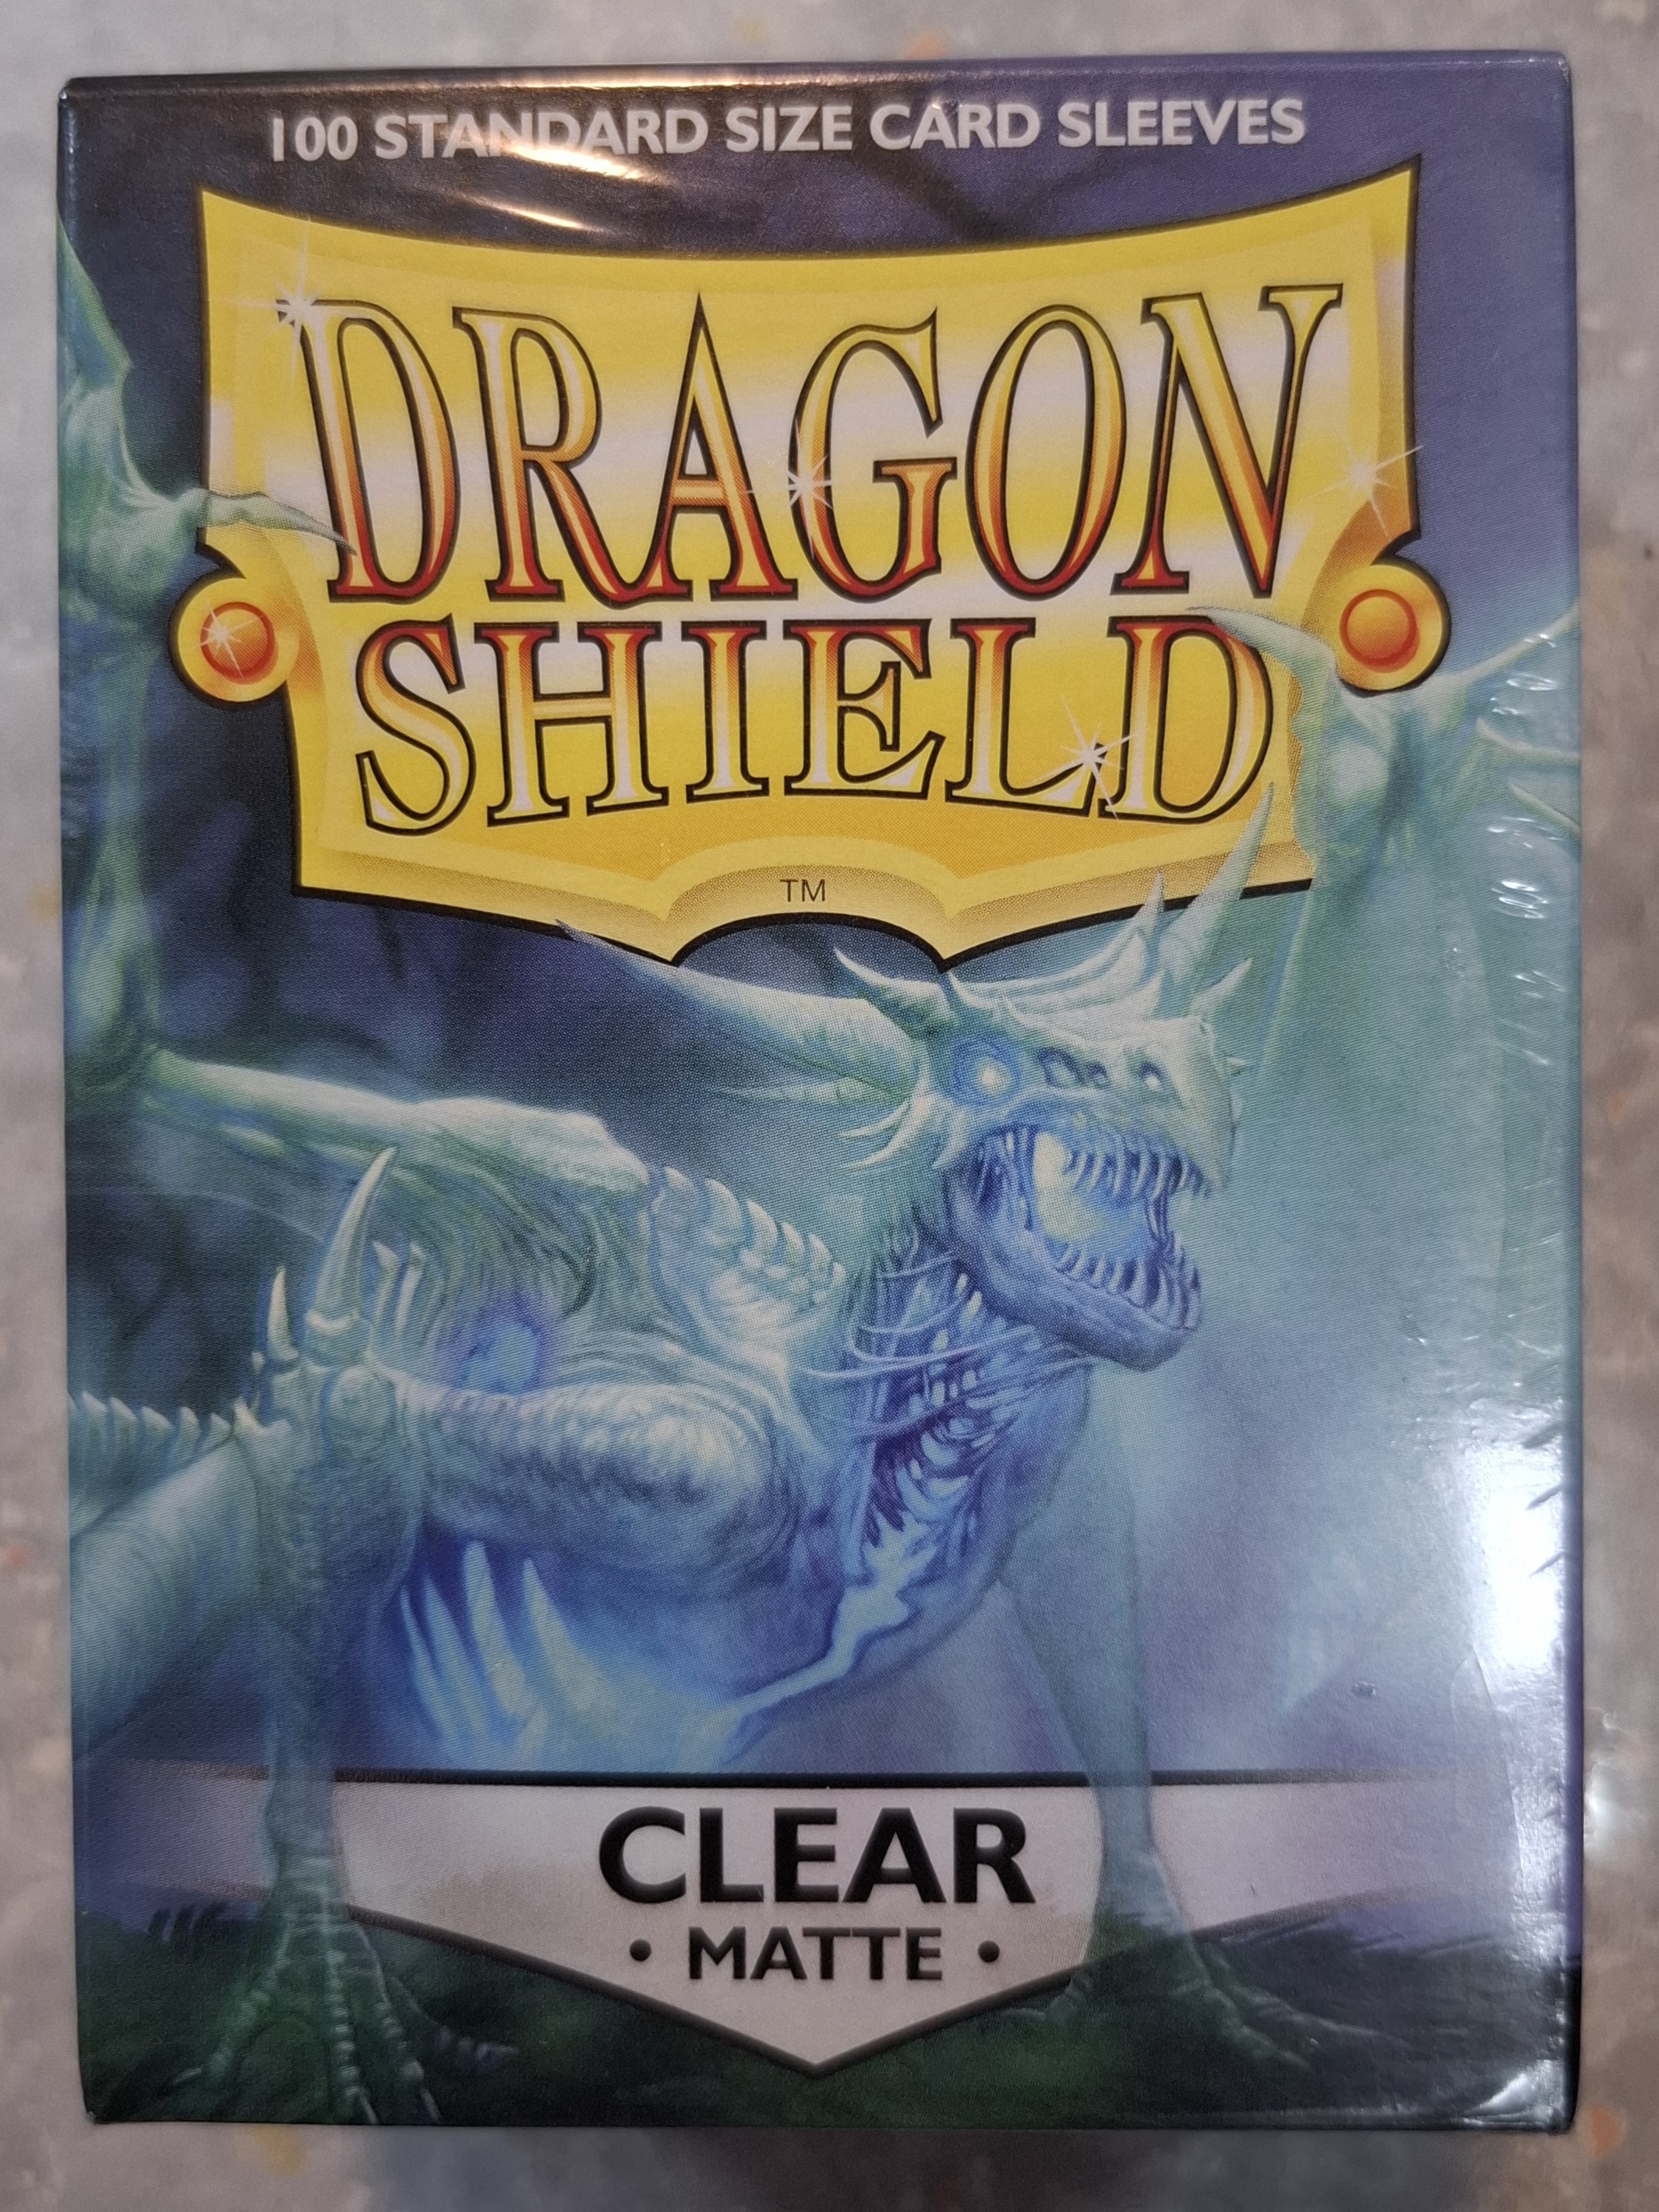 100 STANDARD SIZE CARD SLEEVES
DRAGON
SHIELD
TM
CLEAR
• MATTE •